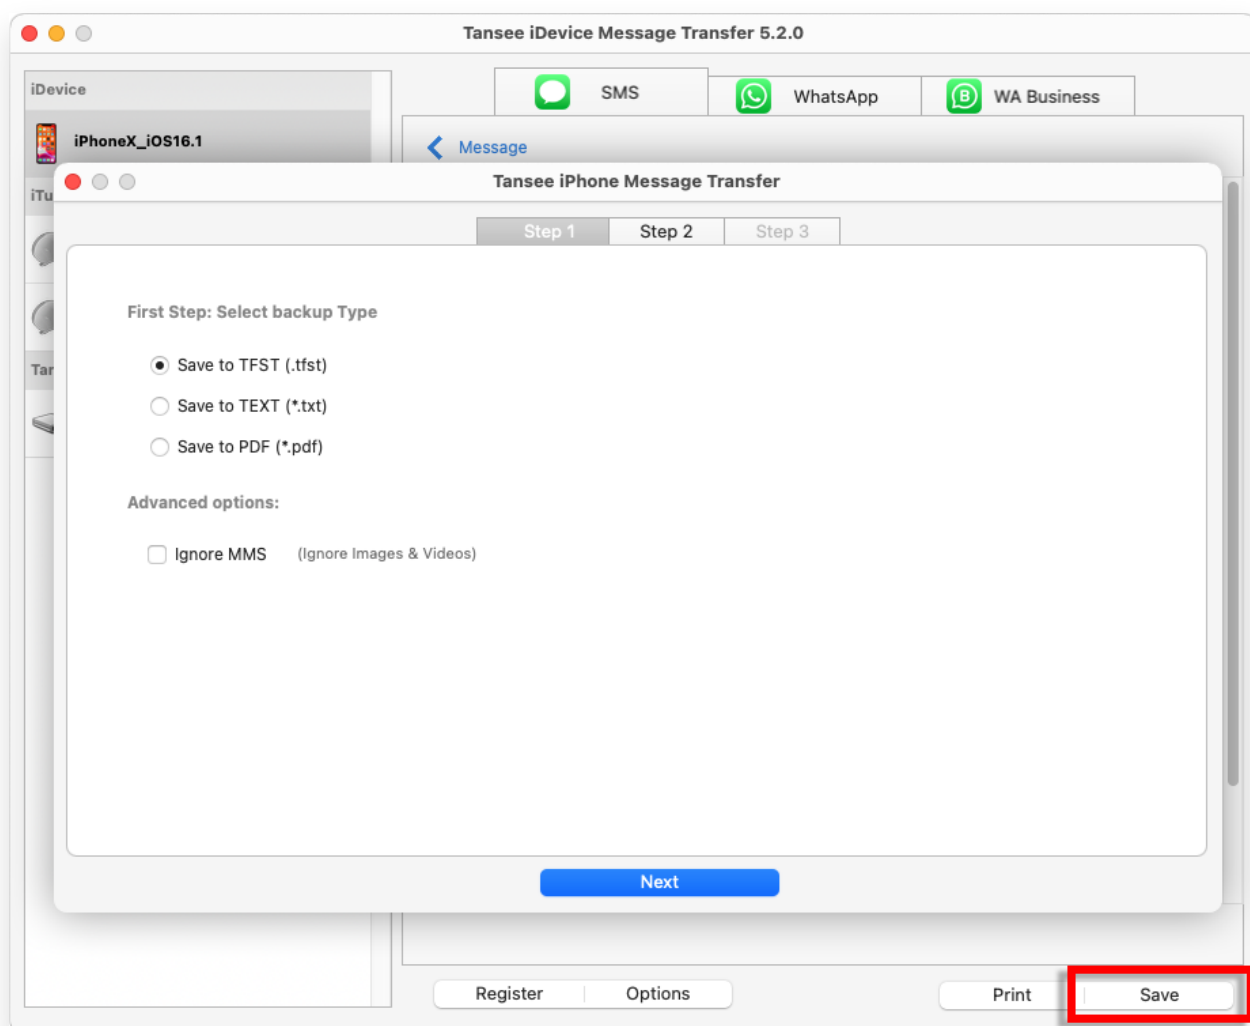 Tansee iDevice Message Transfer 5.2.0
iDevice
SMS
WhatsApp
WA Business
iPhoneX_iOS16.1
Message
Tansee iPhone Message Transfer
iTu
Step 1
Step 2
Step 3
First Step: Select backup Type
Save to TFST (.tfst)
Tar
Save to TEXT (*.txt)
Save to PDF (*.pdf)
Advanced options:
Ignore MMS (Ignore Images & Videos)
Next
Register
Options
Print
Save